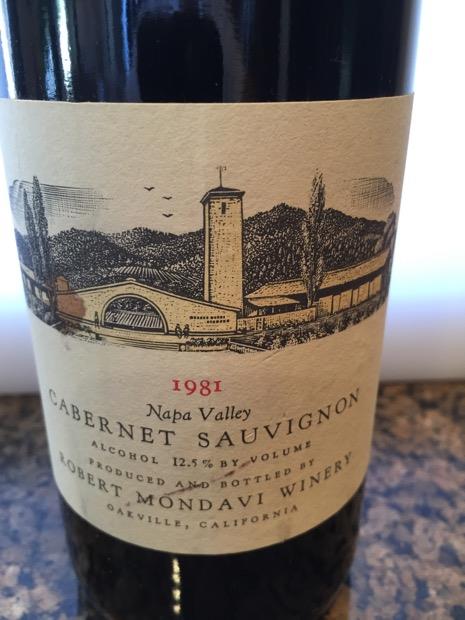 1981
Napa Valley
CABERNET SAUVIGNON
ALCOHOL 12.5% BY VOLUME
PRODUCED AND BOTTLED BY
ROBERT MONDAVI WINERY
OAKVILLE, CALIFORNIA